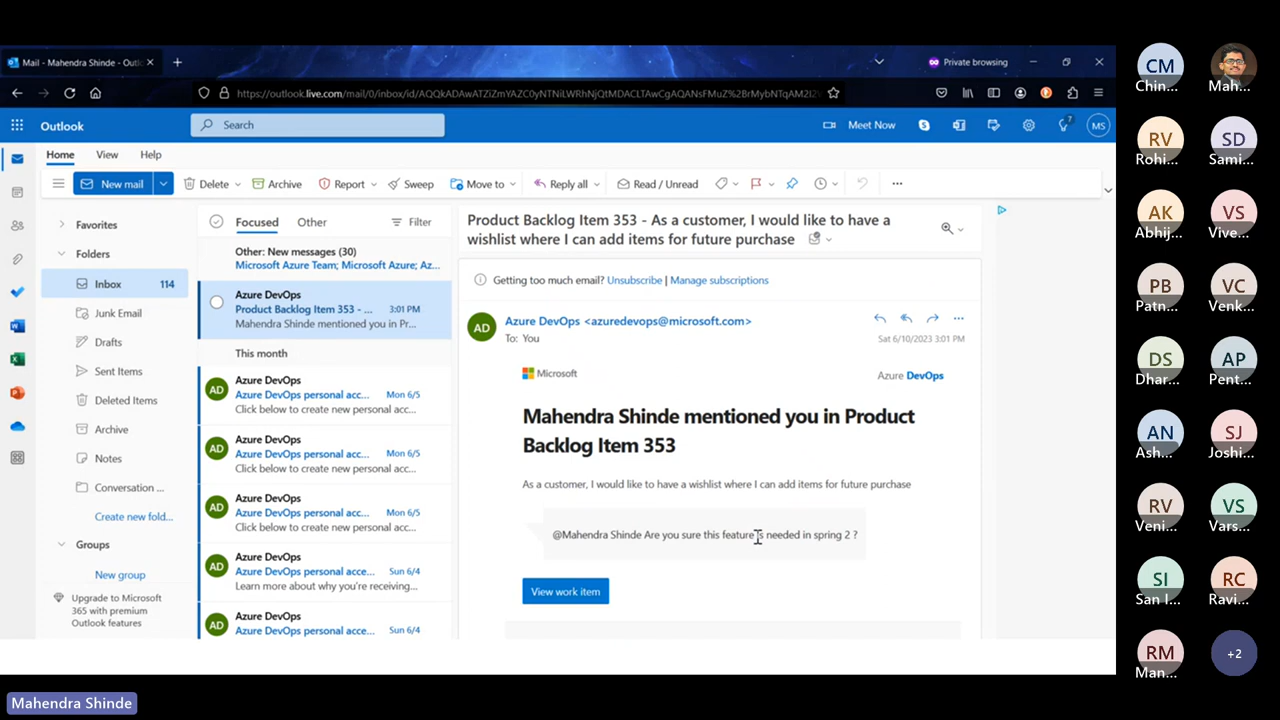 Mail - Mahendra Shinde - Outlo
Private browsing
https://outlook.live.com/mail/0/inbox/id/AQQkADAwATZiZmYAZC0yNTNiLWRhNjQtMDACLTAwCgAQANsFMuZ%2BrMybNTqAM2I2V
Outlook
Search
Meet Now
7
MS
Home View Help
New mail
Delete
Archive
Report
Sweep
Move to
Reply all
Read / Unread
Favorites
Folders
Inbox 114
Junk Email
Drafts
Sent Items
Deleted Items
Archive
Notes
Conversation ...
Create new fold...
Groups
New group
Upgrade to Microsoft
365 with premium
Outlook features
Focused Other Filter
Other: New messages (30)
Microsoft Azure Team; Microsoft Azure; Az...
Azure DevOps
Product Backlog Item 353 - ... 3:01 PM
Mahendra Shinde mentioned you in Pr...
This month
AD
Azure DevOps
Azure DevOps personal acc... Mon 6/5
Click below to create new personal acc...
AD
Azure DevOps
Azure DevOps personal acc... Mon 6/5
Click below to create new personal acc...
AD
Azure DevOps
Azure DevOps personal acc... Mon 6/5
Click below to create new personal acc...
AD
Azure DevOps
Azure DevOps personal acce... Sun 6/4
Learn more about why you're receiving...
AD
Azure DevOps
Azure DevOps personal acce... Sun 6/4
Product Backlog Item 353 - As a customer, I would like to have a
wishlist where I can add items for future purchase
Getting too much email? Unsubscribe | Manage subscriptions
AD
Azure DevOps <azuredevops@microsoft.com>
To: You
Sat 6/10/2023 3:01 PM
Microsoft
Azure DevOps
Mahendra Shinde mentioned you in Product
Backlog Item 353
As a customer, I would like to have a wishlist where I can add items for future purchase
@Mahendra Shinde Are you sure this feature is needed in spring 2 ?
View work item
CM
Chin...
Mah...
RV
Rohi...
SD
Sami...
AK
Abhij...
VS
Vive...
PB
Patn...
VC
Venk...
DS
Dhar...
AP
Pent...
AN
Ash...
SJ
Joshi...
RV
Veni...
VS
Vars...
SI
San I...
RC
Ravi...
RM
Man...
+2
Mahendra Shinde